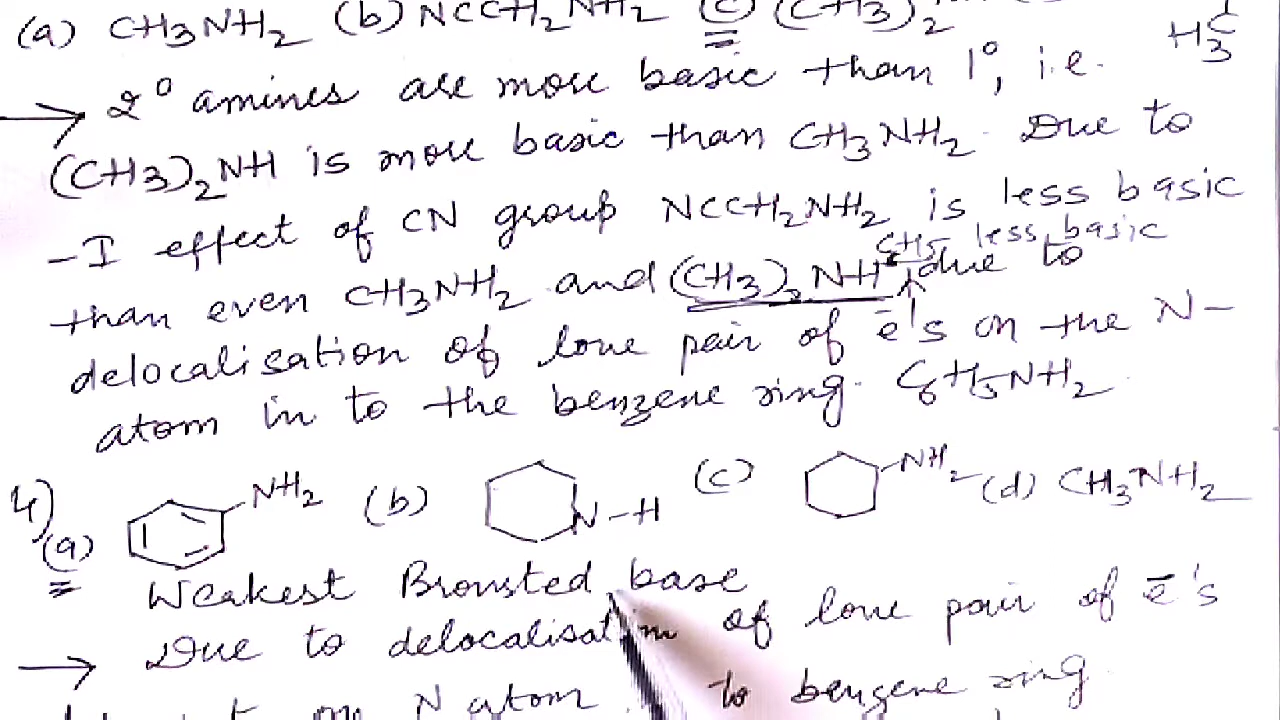 (a) CH3NH2 (b) NCCH2NH2 (c) (CH3)2
H3C
→ 2° amines are more basic than 1°, i.e.
(CH3)2NH is more basic than CH3NH2. Due to
-I effect of CN group NCCH2NH2 is less basic
less basic
than even CH3NH2 and (CH3)2NH due to
delocalisation of lone pair of ē's on the N-
atom in to the benzene ring. C6H5NH2
4)
(a) NH2 (b) N-H (c) NH2 (d) CH3NH2
Weakest Bronsted base
→ Due to delocalisation of lone pair of ē's
N atom to benzene ring